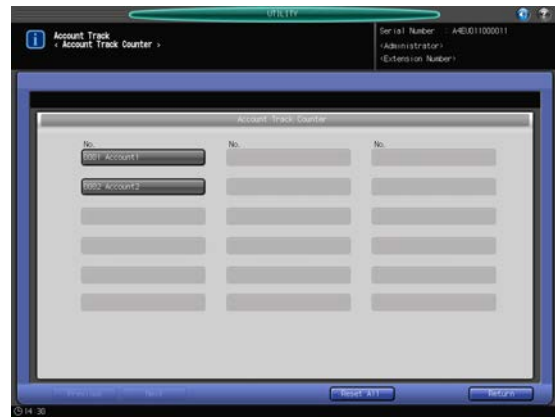 UTILITY
Account Track
< Account Track Counter >
Serial Number : A4EU011000011
<Administrator>
<Extension Number>
Account Track Counter
No. No. No.
0001 Account1
0002 Account2
Previous Next Reset All Return
14:30